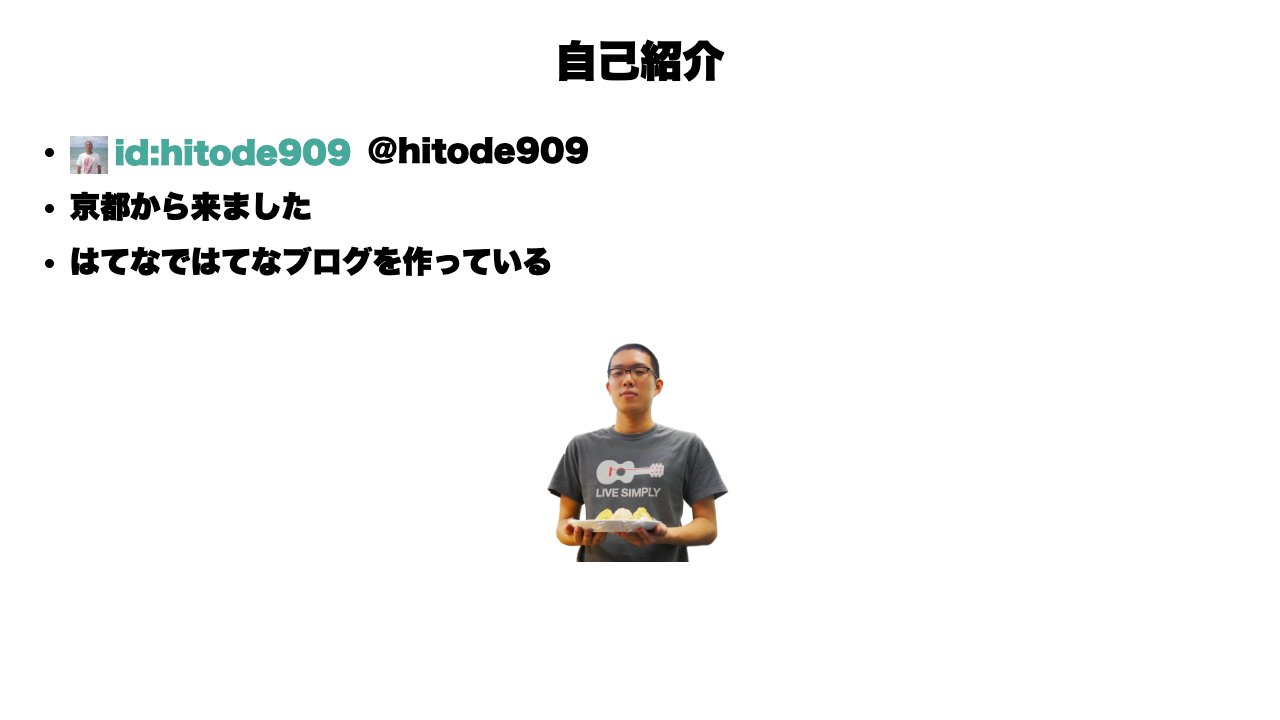 自己紹介
id:hitode909 @hitode909
京都から来ました
はてなではてなブログを作っている
LIVE SIMPLY